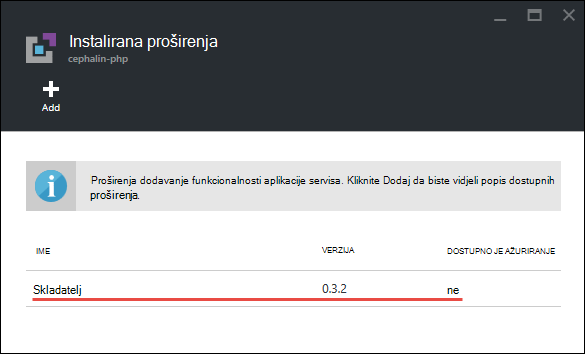 Instalirana proširenja
cephalin-php
Add
Proširenja dodavanje funkcionalnosti aplikacije servisa. Kliknite Dodaj da biste vidjeli popis dostupnih
proširenja.
IME VERZIJA DOSTUPNO JE AŽURIRANJE
Skladatelj 0.3.2 ne